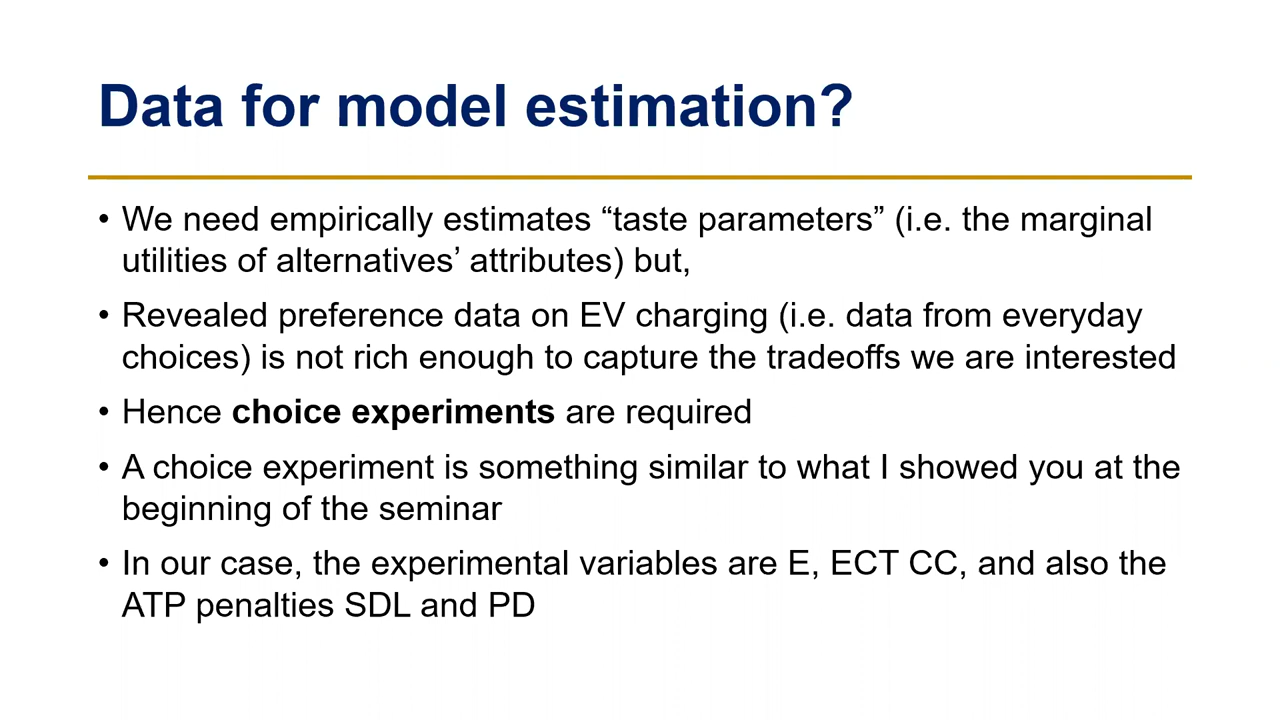 Data for model estimation?
• We need empirically estimates “taste parameters” (i.e. the marginal
utilities of alternatives’ attributes) but,
• Revealed preference data on EV charging (i.e. data from everyday
choices) is not rich enough to capture the tradeoffs we are interested
• Hence choice experiments are required
• A choice experiment is something similar to what I showed you at the
beginning of the seminar
• In our case, the experimental variables are E, ECT CC, and also the
ATP penalties SDL and PD